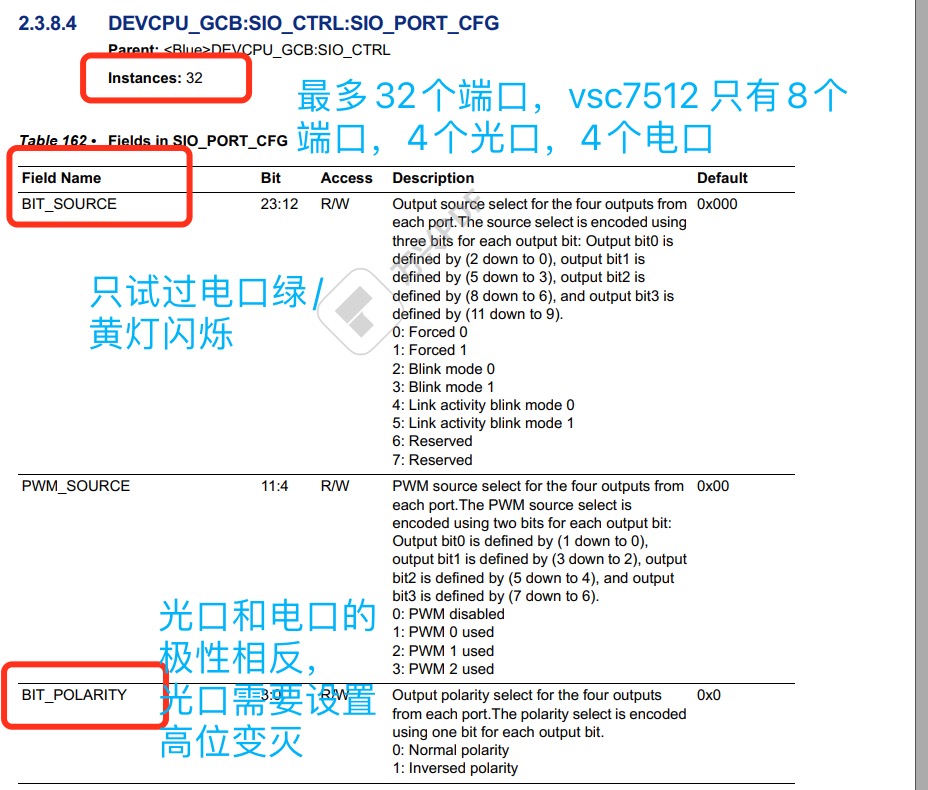 2.3.8.4 DEVCPU_GCB:SIO_CTRL:SIO_PORT_CFG
Parent: <Blue>DEVCPU_GCB:SIO_CTRL
Instances: 32
最多32个端口，vsc7512 只有8个
端口，4个光口，4个电口
Table 162 • Fields in SIO_PORT_CFG
Field Name Bit Access Description Default
BIT_SOURCE 23:12 R/W Output source select for the four outputs from 0x000
each port.The source select is encoded using
three bits for each output bit: Output bit0 is
defined by (2 down to 0), output bit1 is
defined by (5 down to 3), output bit2 is
defined by (8 down to 6), and output bit3 is
defined by (11 down to 9).
0: Forced 0
1: Forced 1
2: Blink mode 0
3: Blink mode 1
4: Link activity blink mode 0
5: Link activity blink mode 1
6: Reserved
7: Reserved
只试过电口绿/
黄灯闪烁
PWM_SOURCE 11:4 R/W PWM source select for the four outputs from 0x00
each port.The PWM source select is
encoded using two bits for each output bit:
Output bit0 is defined by (1 down to 0),
output bit1 is defined by (3 down to 2), output
bit2 is defined by (5 down to 4), and output
bit3 is defined by (7 down to 6).
0: PWM disabled
1: PWM 0 used
2: PWM 1 used
3: PWM 2 used
光口和电口的
极性相反，
光口需要设置
高位变灭
BIT_POLARITY 3:0 R/W Output polarity select for the four outputs 0x0
from each port.The polarity select is encoded
using one bit for each output bit.
0: Normal polarity
1: Inversed polarity